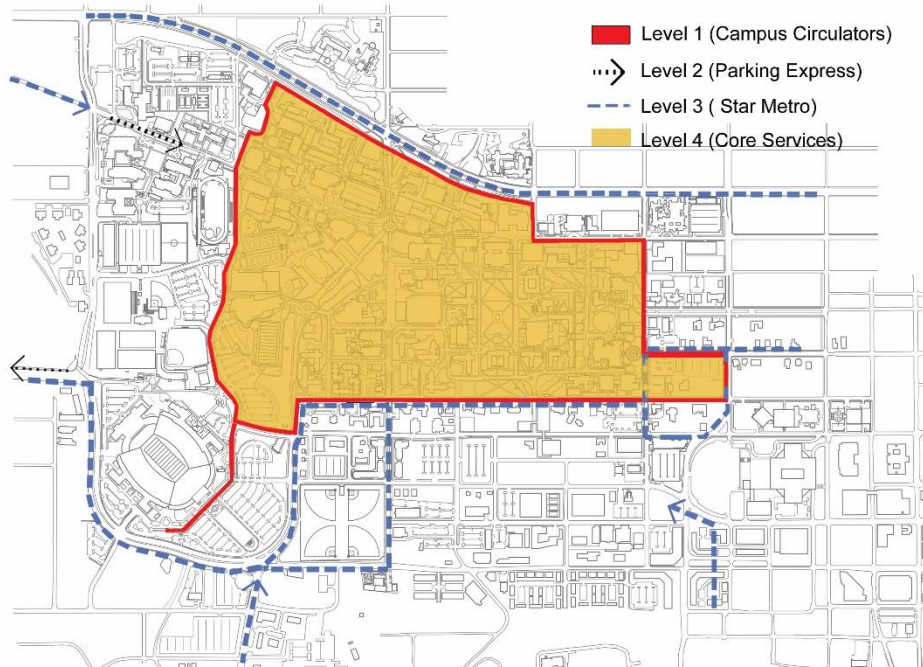 Level 1 (Campus Circulators)
Level 2 (Parking Express)
Level 3 ( Star Metro)
Level 4 (Core Services)